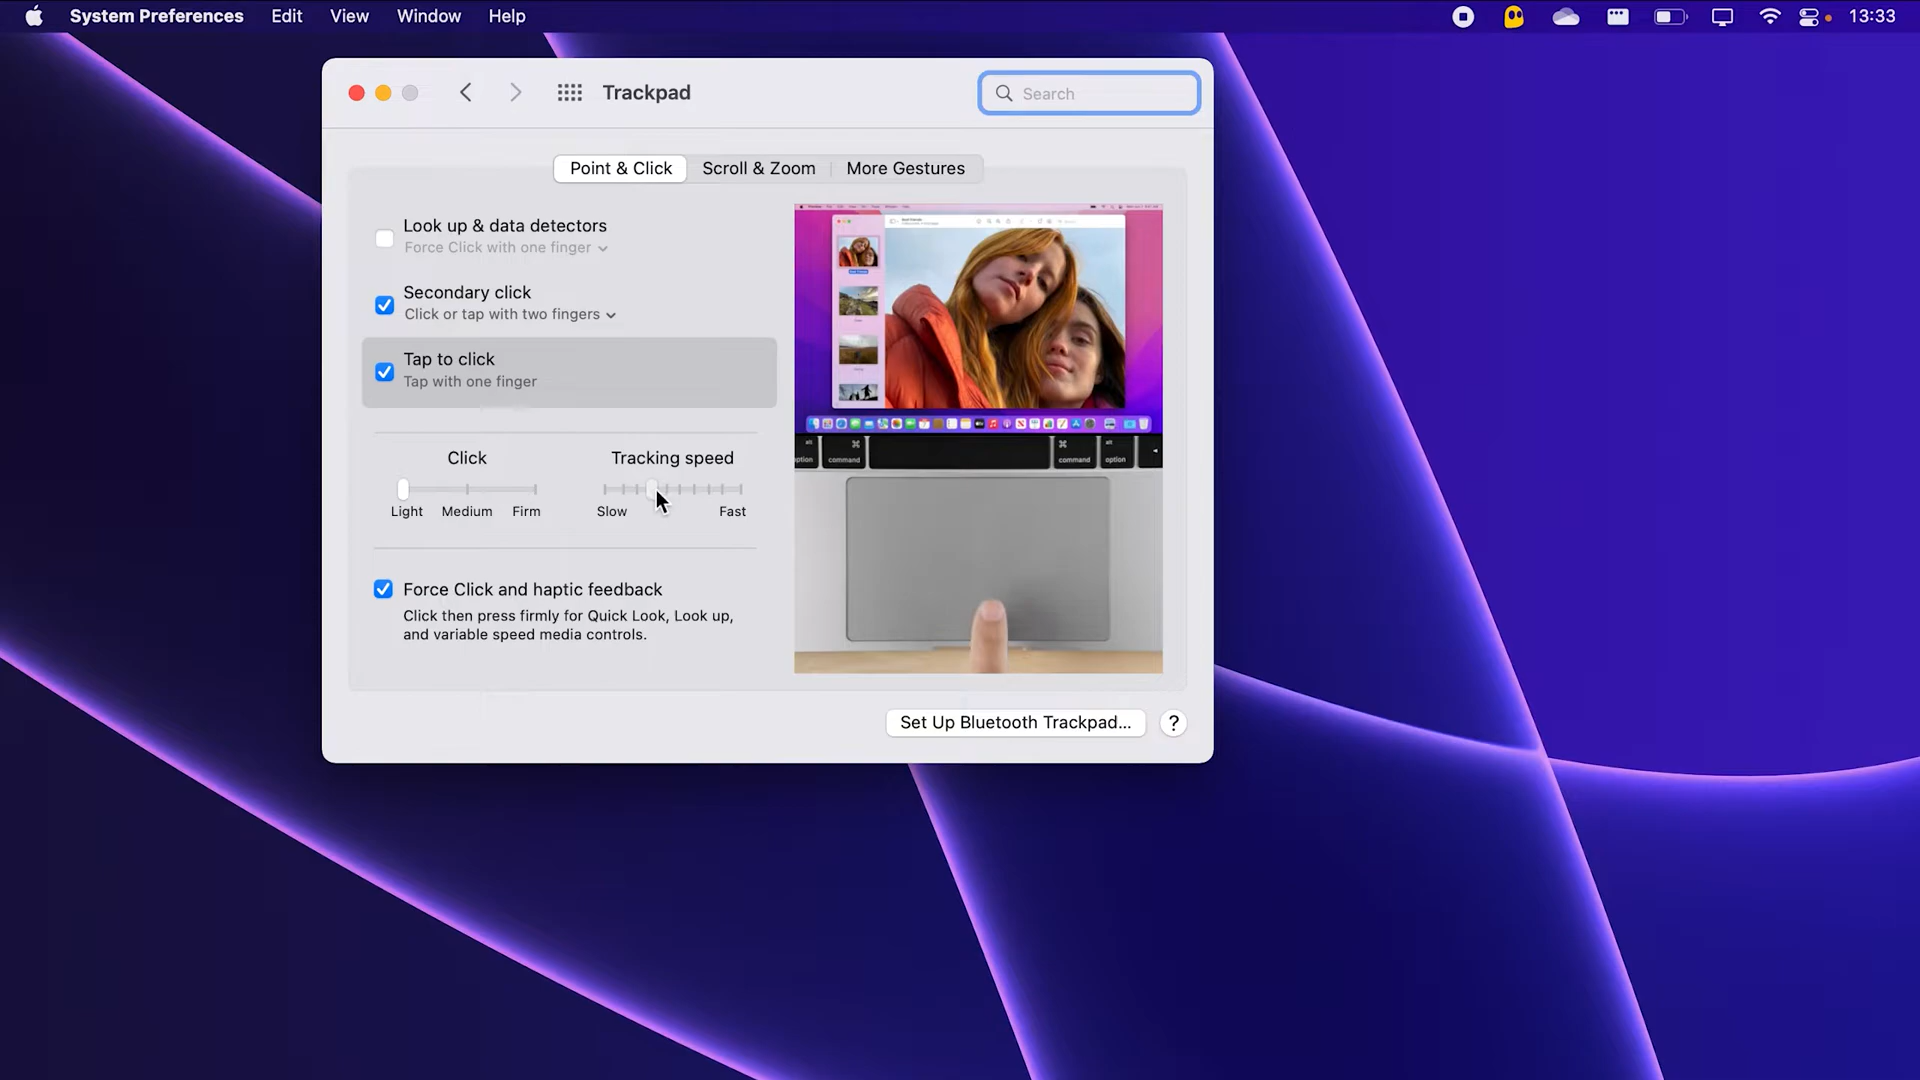 System Preferences Edit View Window Help 13:33
Trackpad Search
Point & Click Scroll & Zoom More Gestures
Look up & data detectors
Force Click with one finger
Secondary click
Click or tap with two fingers
Tap to click
Tap with one finger
Click Tracking speed
Light Medium Firm Slow Fast
Force Click and haptic feedback
Click then press firmly for Quick Look, Look up,
and variable speed media controls.
alt ⌘ ⌘ alt
option command command option
Set Up Bluetooth Trackpad... ?